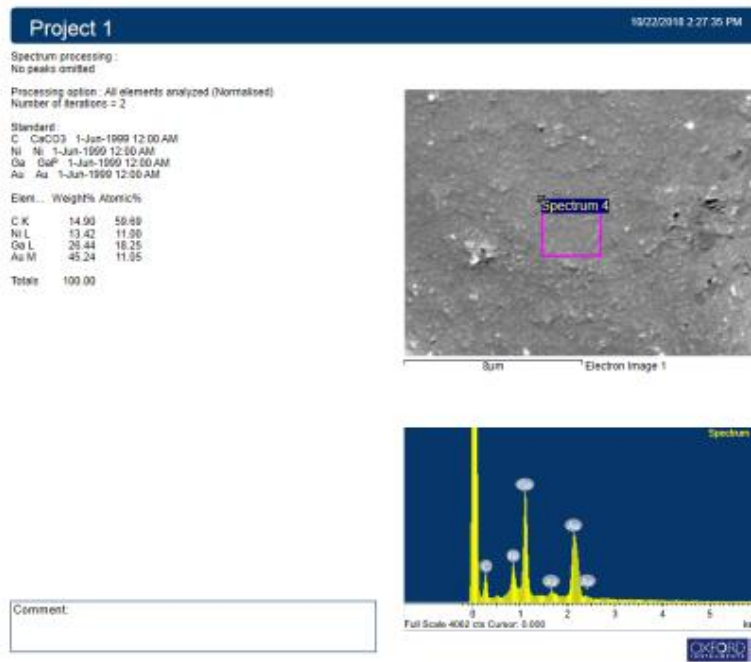 Project 1
10/22/2018 2:27:35 PM
Spectrum processing :
No peaks omitted
Processing option : All elements analyzed (Normalised)
Number of iterations = 2
Standard :
C CaCO3 1-Jun-1999 12:00 AM
Ni Ni 1-Jun-1999 12:00 AM
Ga GaP 1-Jun-1999 12:00 AM
Au Au 1-Jun-1999 12:00 AM
Elem... Weight% Atomic%
C K 14.90 59.69
Ni L 13.42 11.00
Ga L 26.44 18.25
Au M 45.24 11.05
Totals 100.00
Spectrum 4
8µm Electron Image 1
Spectrum
0 1 2 3 4 5
Full Scale 4062 cts Cursor: 0.000
Comment:
OXFORD
INSTRUMENTS